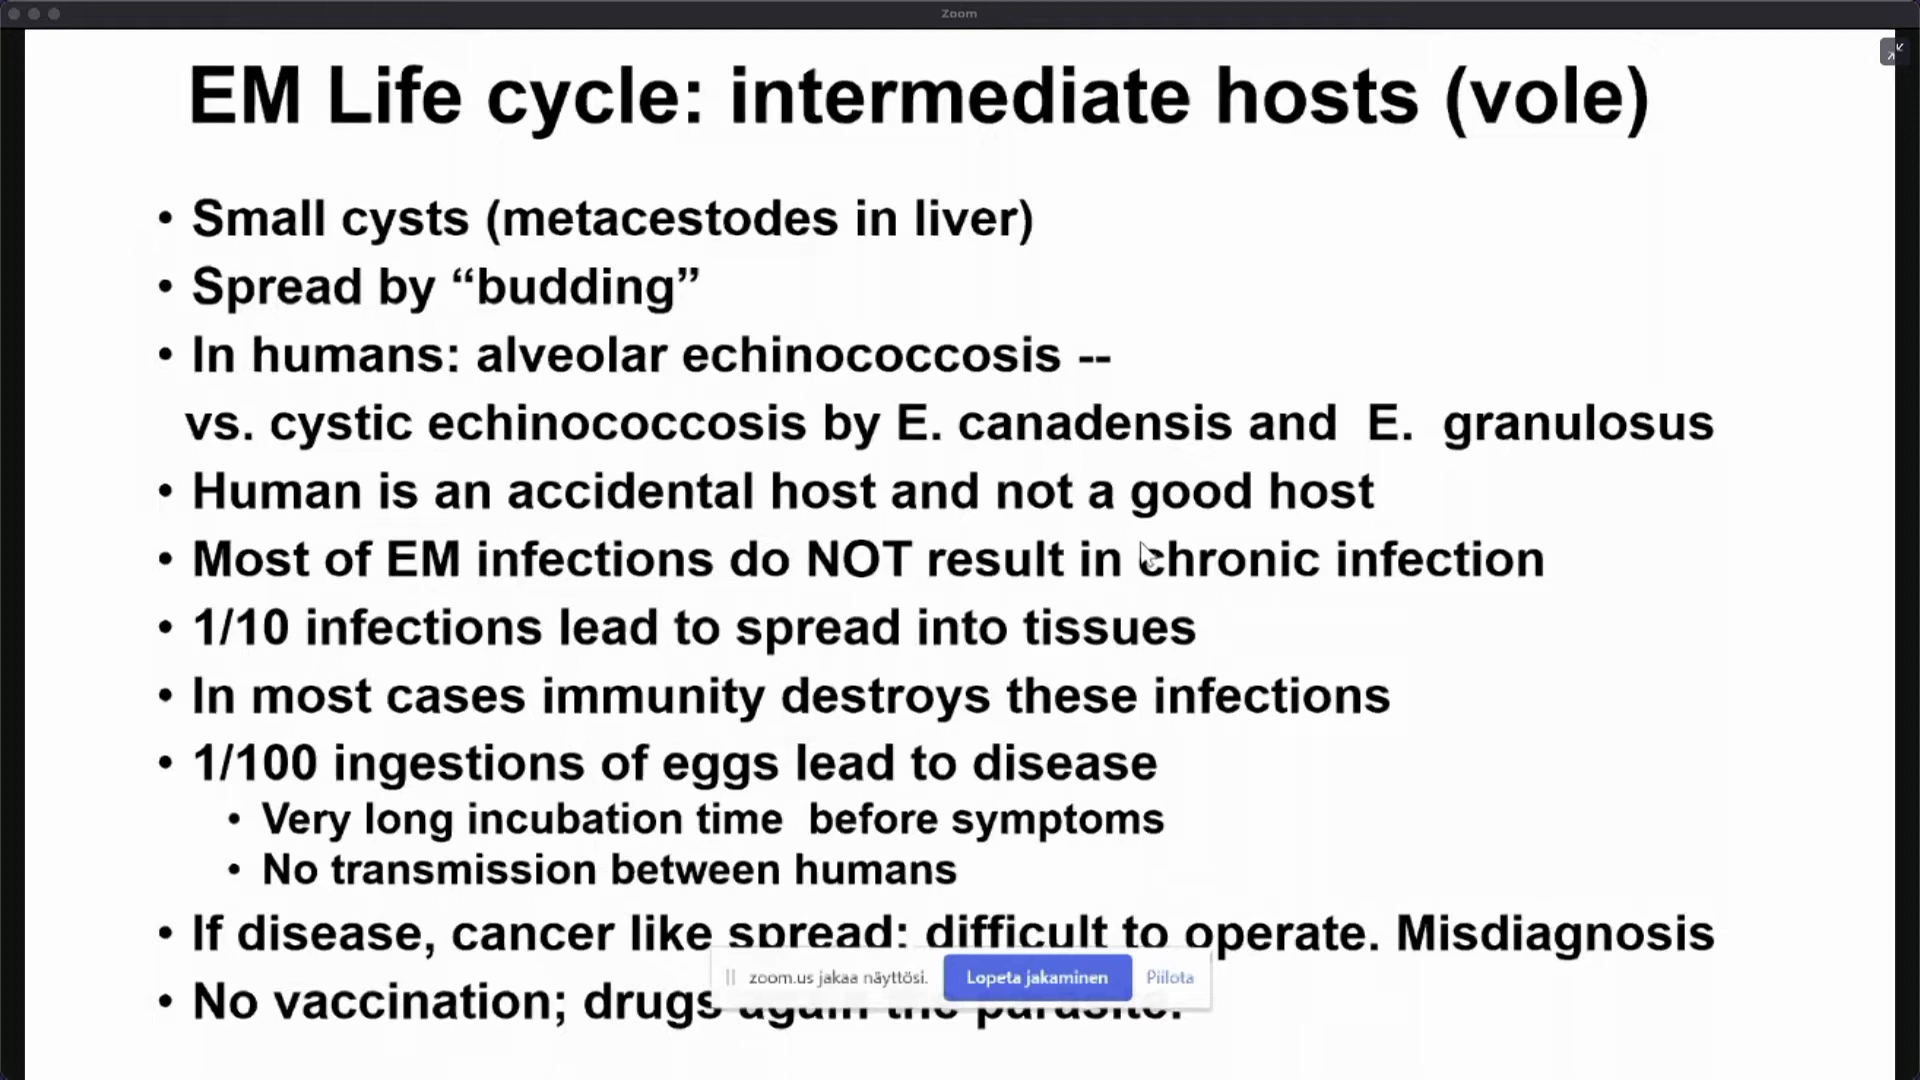 Zoom
EM Life cycle: intermediate hosts (vole)
• Small cysts (metacestodes in liver)
• Spread by “budding”
• In humans: alveolar echinococcosis --
vs. cystic echinococcosis by E. canadensis and E. granulosus
• Human is an accidental host and not a good host
• Most of EM infections do NOT result in chronic infection
• 1/10 infections lead to spread into tissues
• In most cases immunity destroys these infections
• 1/100 ingestions of eggs lead to disease
• Very long incubation time before symptoms
• No transmission between humans
• If disease, cancer like spread: difficult to operate. Misdiagnosis
zoom.us jakaa näyttösi. Lopeta jakaminen Piilota
• No vaccination; drugs again the parasite.